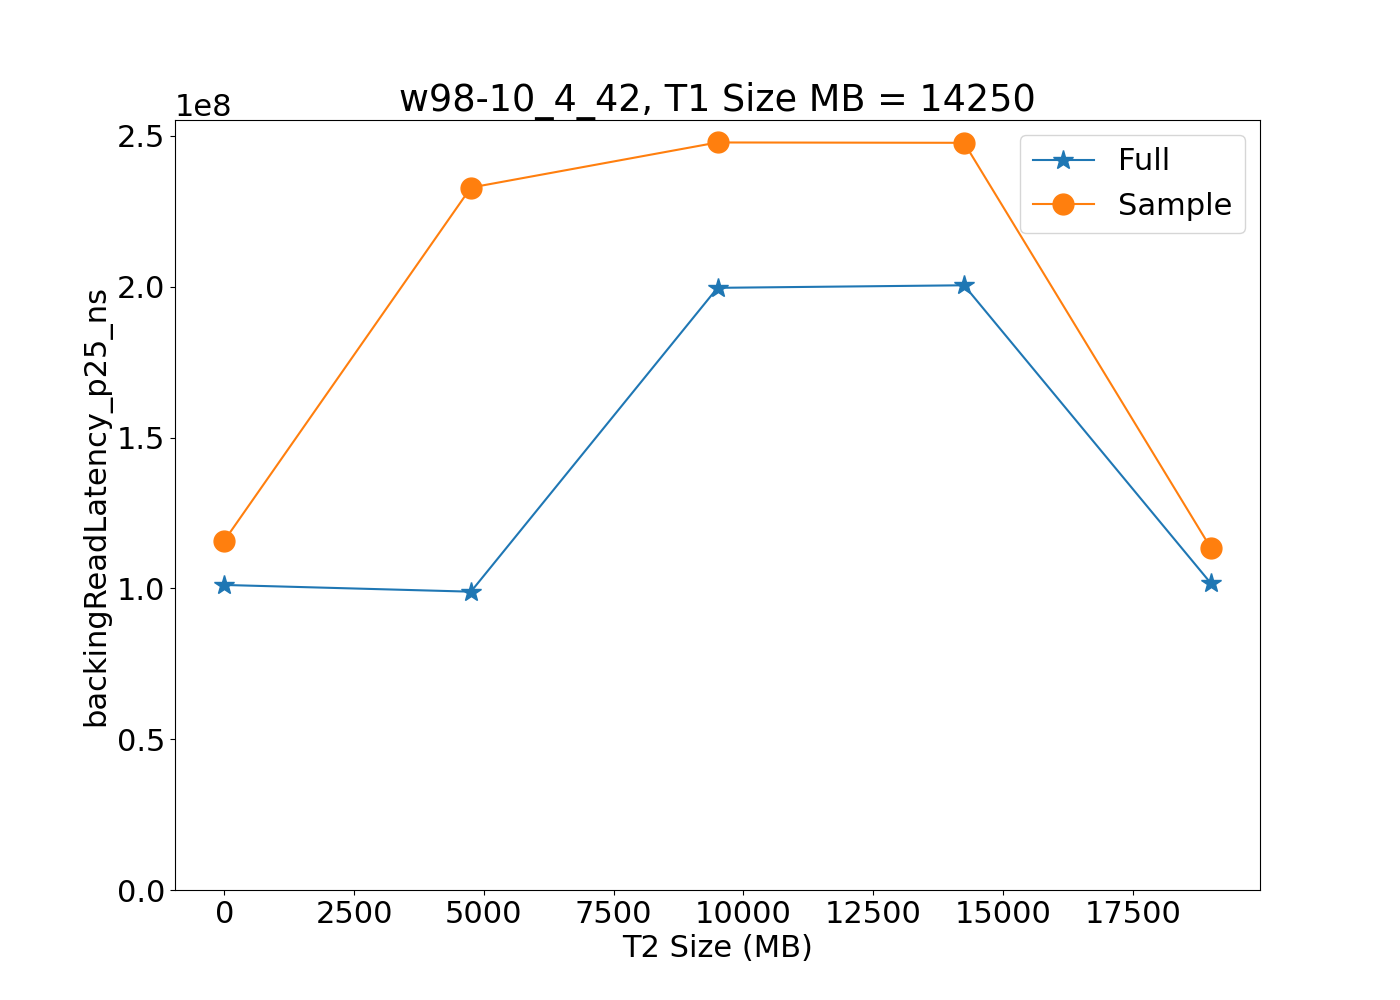 w98-10_4_42, T1 Size MB = 14250
1e8
2.5
2.0
1.5
1.0
0.5
0.0
backingReadLatency_p25_ns
Full
Sample
0 2500 5000 7500 10000 12500 15000 17500
T2 Size (MB)